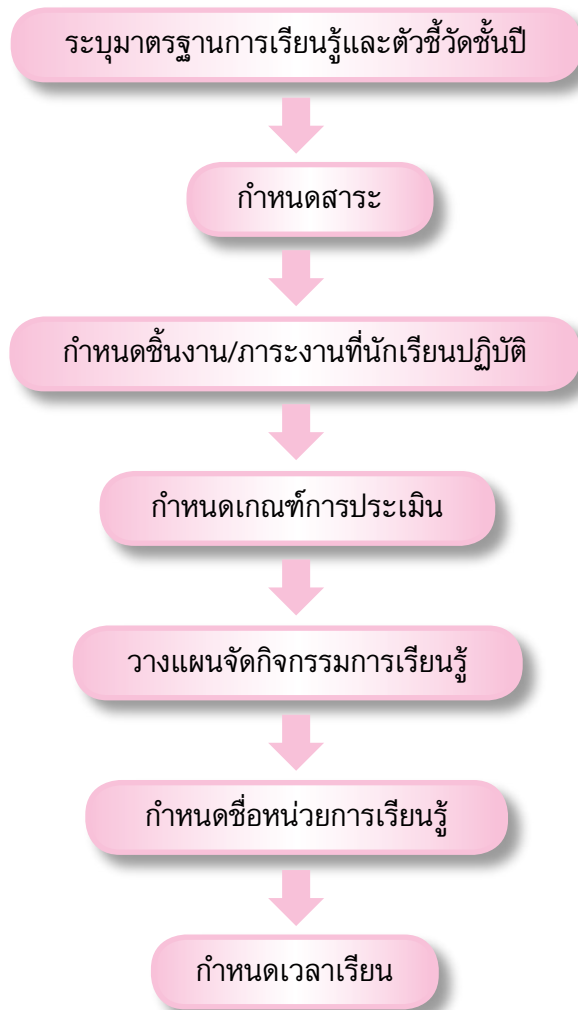 ระบุมาตรฐานการเรียนรู้และตัวชี้วัดชั้นปี
กำหนดสาระ
กำหนดชิ้นงาน/ภาระงานที่นักเรียนปฏิบัติ
กำหนดเกณฑ์การประเมิน
วางแผนจัดกิจกรรมการเรียนรู้
กำหนดชื่อหน่วยการเรียนรู้
กำหนดเวลาเรียน